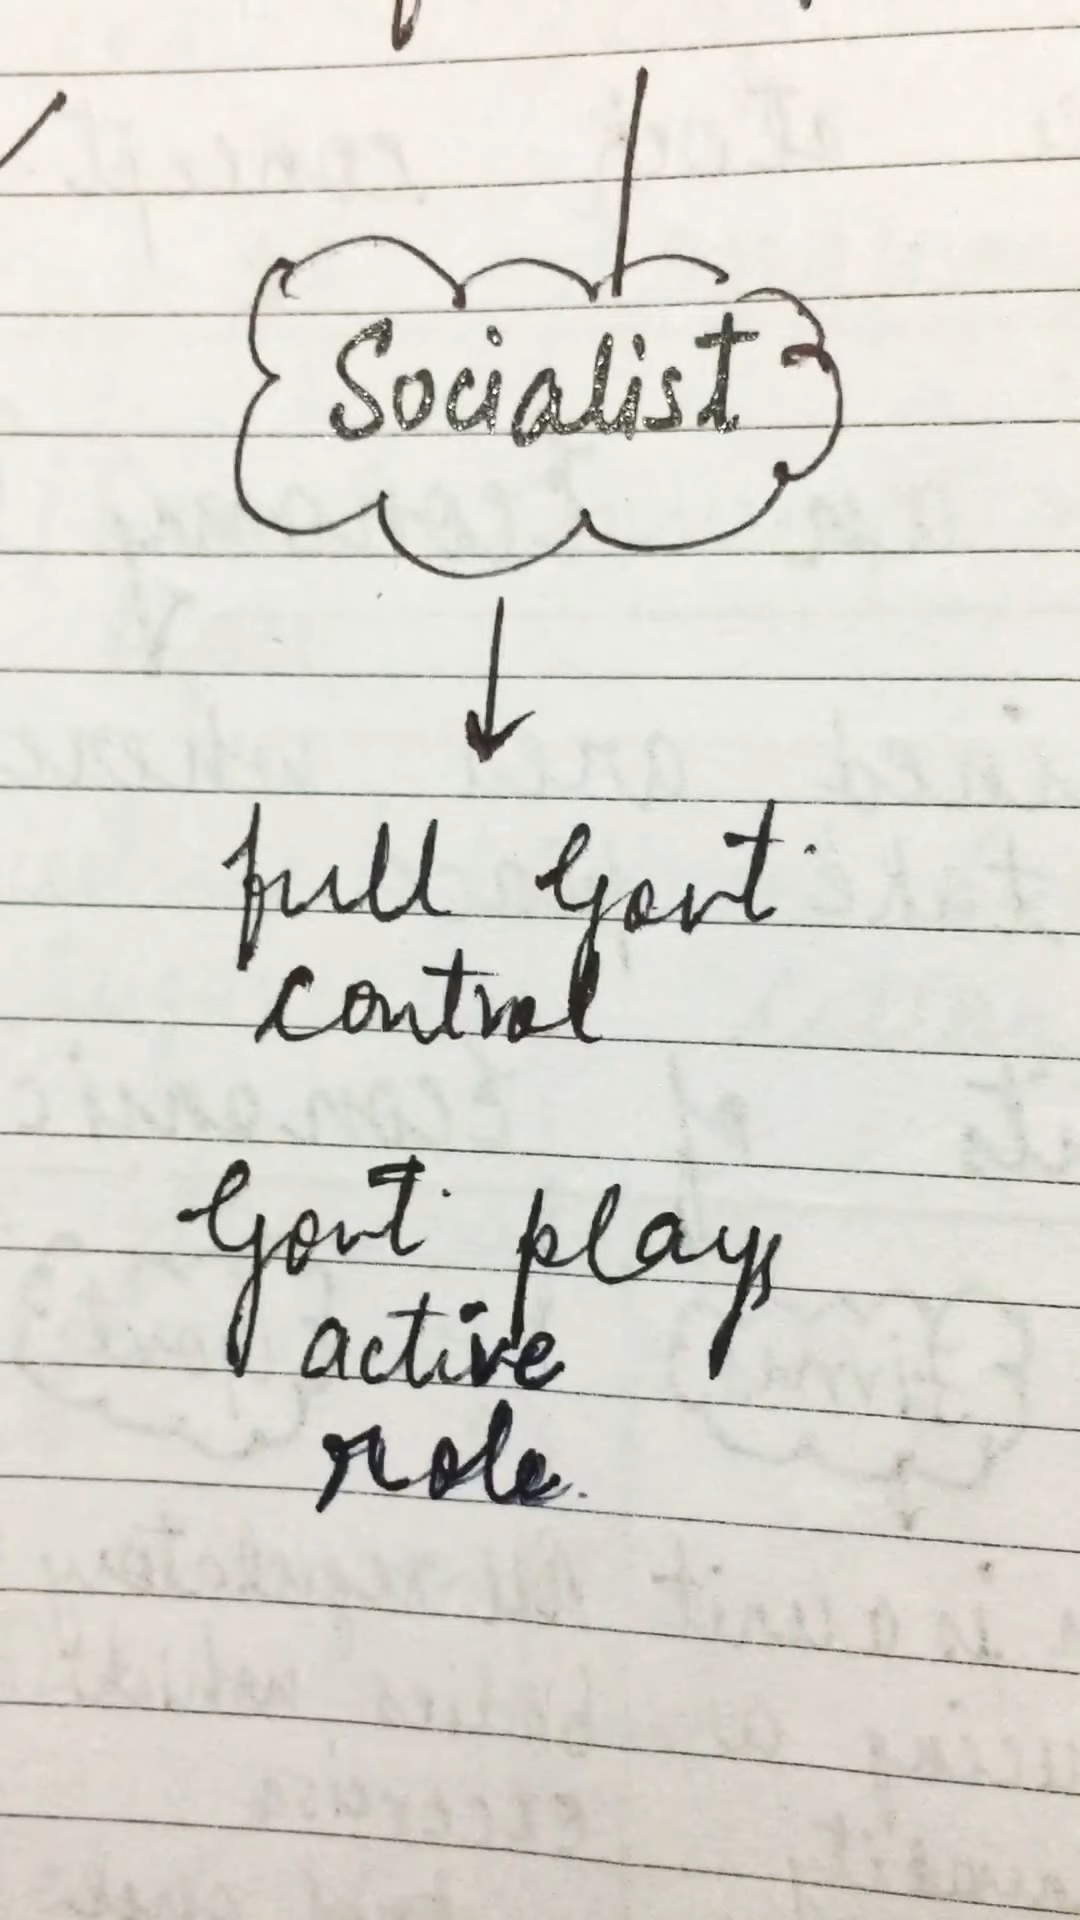 Socialist
full Govt.
control
Govt. plays
active
role.